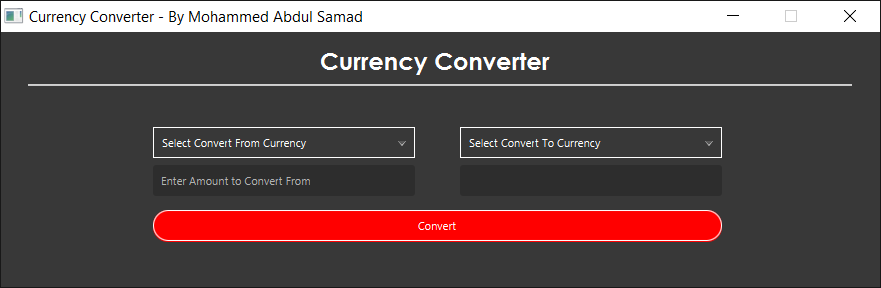 Currency Converter - By Mohammed Abdul Samad
Currency Converter
Select Convert From Currency
Select Convert To Currency
Enter Amount to Convert From
Convert